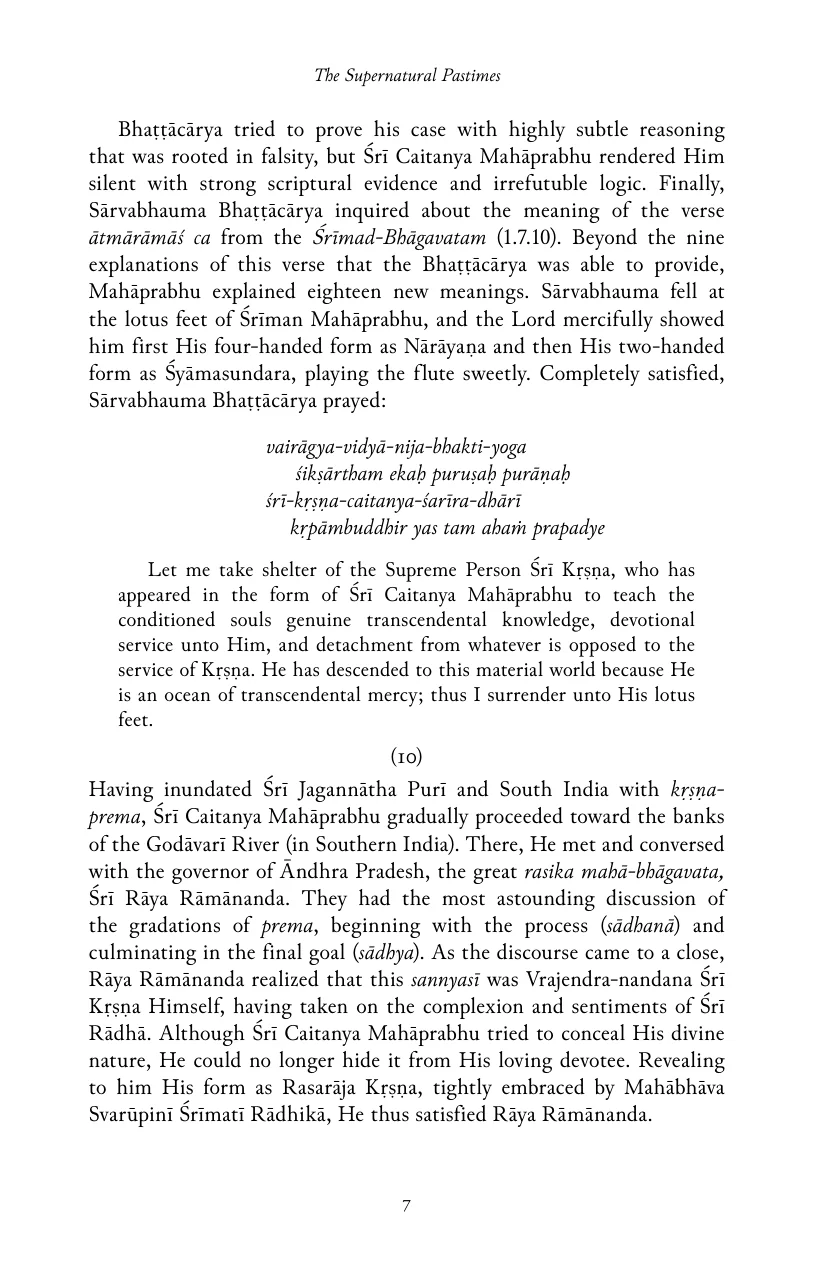 The Supernatural Pastimes
Bhaṭṭācārya tried to prove his case with highly subtle reasoning
that was rooted in falsity, but Śrī Caitanya Mahāprabhu rendered Him
silent with strong scriptural evidence and irrefutuble logic. Finally,
Sārvabhauma Bhaṭṭācārya inquired about the meaning of the verse
ātmārāmāś ca from the Śrīmad-Bhāgavatam (1.7.10). Beyond the nine
explanations of this verse that the Bhaṭṭācārya was able to provide,
Mahāprabhu explained eighteen new meanings. Sārvabhauma fell at
the lotus feet of Śrīman Mahāprabhu, and the Lord mercifully showed
him first His four-handed form as Nārāyaṇa and then His two-handed
form as Śyāmasundara, playing the flute sweetly. Completely satisfied,
Sārvabhauma Bhaṭṭācārya prayed:
vairāgya-vidyā-nija-bhakti-yoga
śikṣārtham ekaḥ puruṣaḥ purāṇaḥ
śrī-kṛṣṇa-caitanya-śarīra-dhārī
kṛpāmbuddhir yas tam ahaṁ prapadye
Let me take shelter of the Supreme Person Śrī Kṛṣṇa, who has
appeared in the form of Śrī Caitanya Mahāprabhu to teach the
conditioned souls genuine transcendental knowledge, devotional
service unto Him, and detachment from whatever is opposed to the
service of Kṛṣṇa. He has descended to this material world because He
is an ocean of transcendental mercy; thus I surrender unto His lotus
feet.
(10)
Having inundated Śrī Jagannātha Purī and South India with kṛṣṇa-
prema, Śrī Caitanya Mahāprabhu gradually proceeded toward the banks
of the Godāvarī River (in Southern India). There, He met and conversed
with the governor of Āndhra Pradesh, the great rasika mahā-bhāgavata,
Śrī Rāya Rāmānanda. They had the most astounding discussion of
the gradations of prema, beginning with the process (sādhanā) and
culminating in the final goal (sādhya). As the discourse came to a close,
Rāya Rāmānanda realized that this sannyasī was Vrajendra-nandana Śrī
Kṛṣṇa Himself, having taken on the complexion and sentiments of Śrī
Rādhā. Although Śrī Caitanya Mahāprabhu tried to conceal His divine
nature, He could no longer hide it from His loving devotee. Revealing
to him His form as Rasarāja Kṛṣṇa, tightly embraced by Mahābhāva
Svarūpinī Śrīmatī Rādhikā, He thus satisfied Rāya Rāmānanda.
7